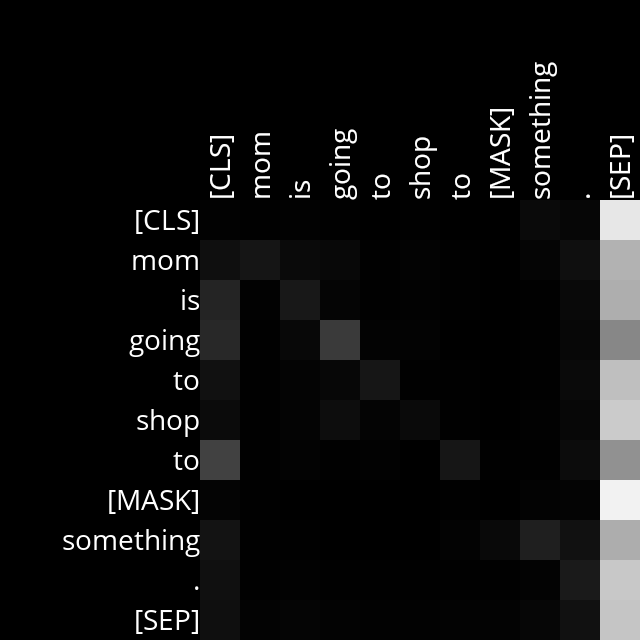 [CLS]
mom
is
going
to
shop
to
[MASK]
something
.
[SEP]
[CLS]
mom
is
going
to
shop
to
[MASK]
something
.
[SEP]